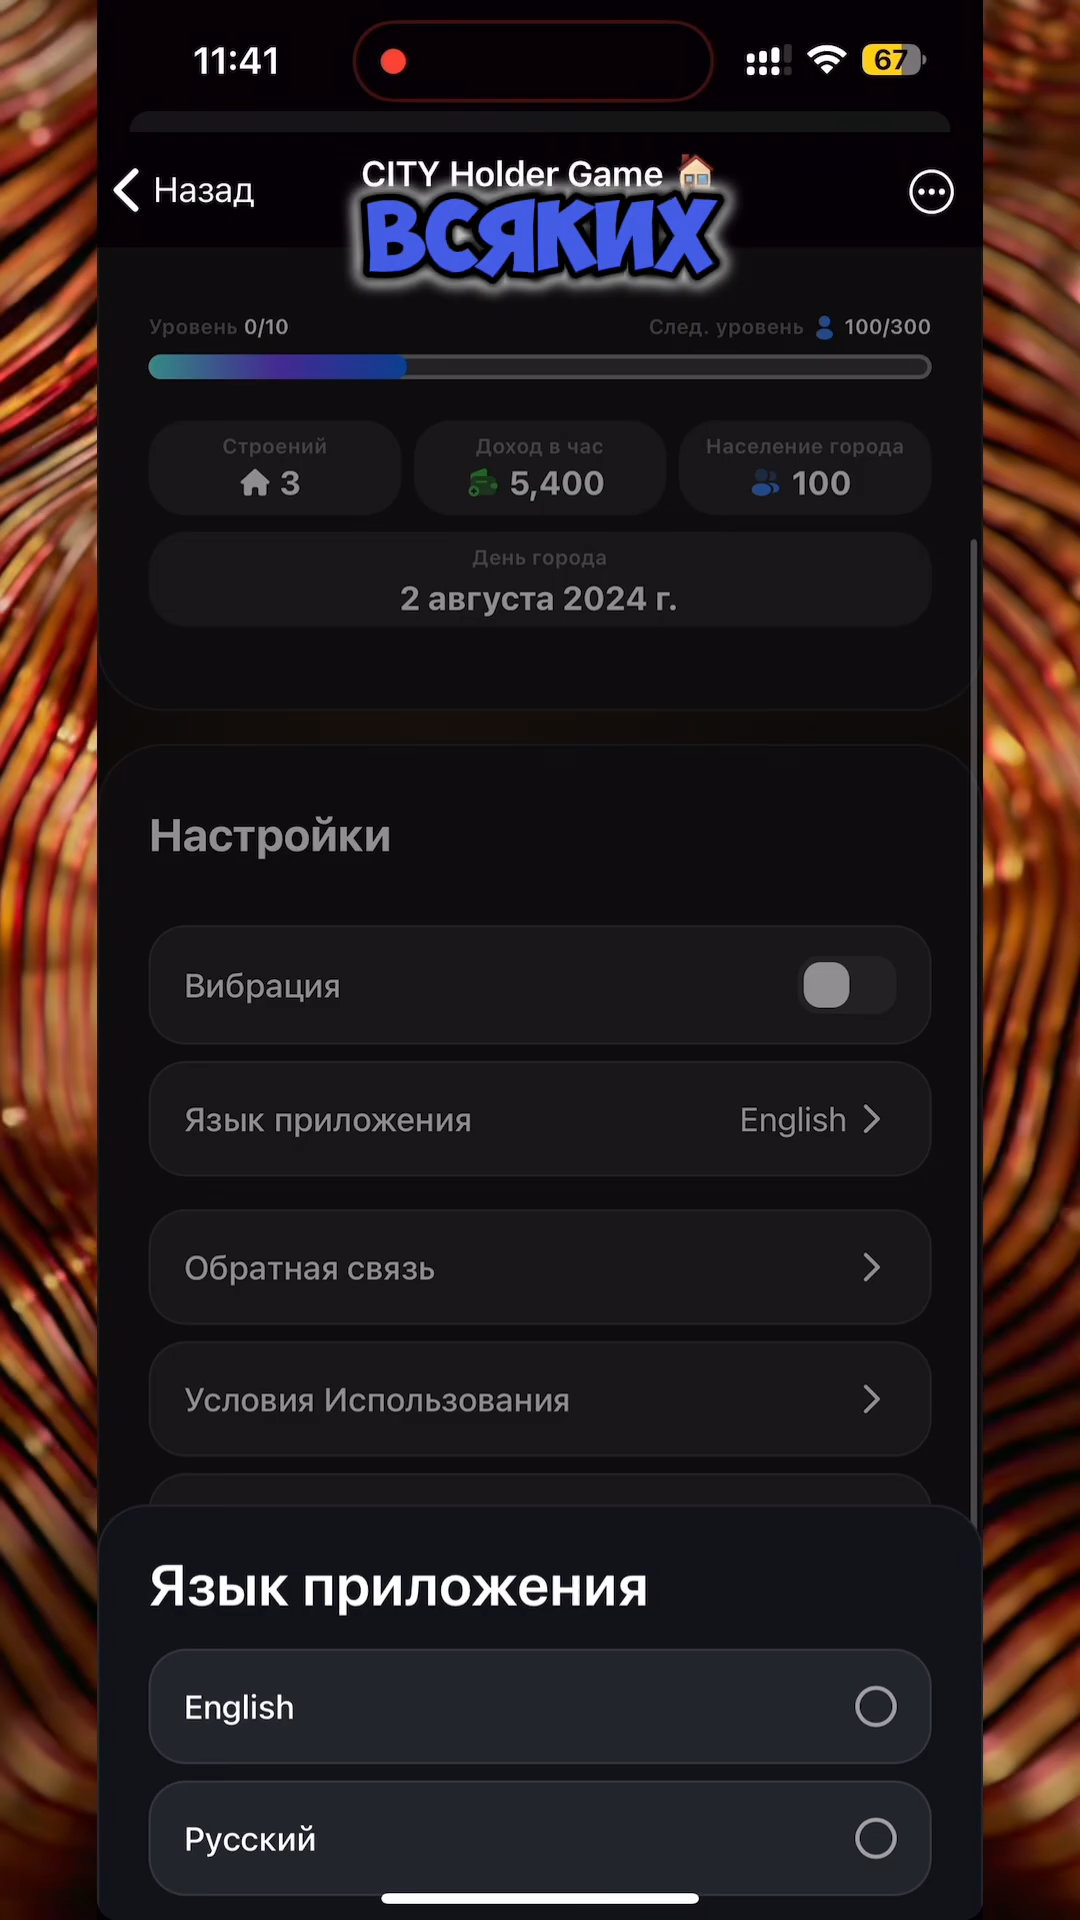 11:41
67
Назад
CITY Holder Game 🏠
ВСЯКИХ
Уровень 0/10
След. уровень 100/300
Строений
3
Доход в час
5,400
Население города
100
День города
2 августа 2024 г.
Настройки
Вибрация
Язык приложения
English
Обратная связь
Условия Использования
Язык приложения
English
Русский